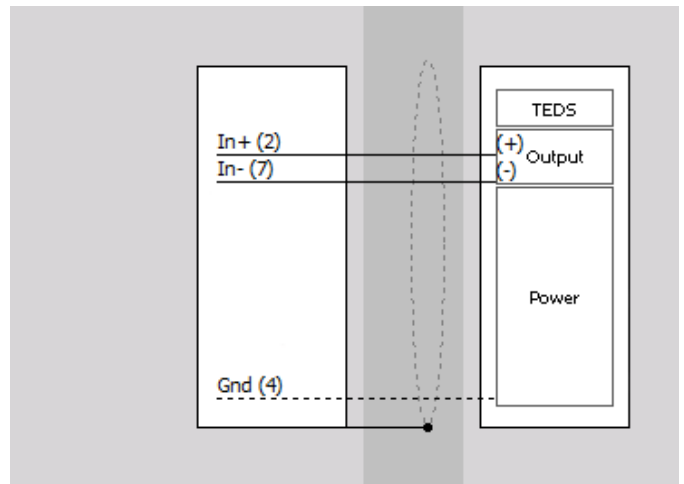 TEDS
In+ (2)
(+)
Output
In- (7)
(-)
Power
Gnd (4)